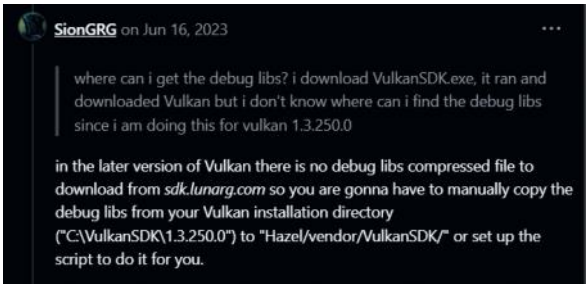 SionGRG on Jun 16, 2023 ...
where can i get the debug libs? i download VulkanSDK.exe, it ran and
downloaded Vulkan but i don't know where can i find the debug libs
since i am doing this for vulkan 1.3.250.0
in the later version of Vulkan there is no debug libs compressed file to
download from sdk.lunarg.com so you are gonna have to manually copy the
debug libs from your Vulkan installation directory
("C:\VulkanSDK\1.3.250.0") to "Hazel/vendor/VulkanSDK/" or set up the
script to do it for you.